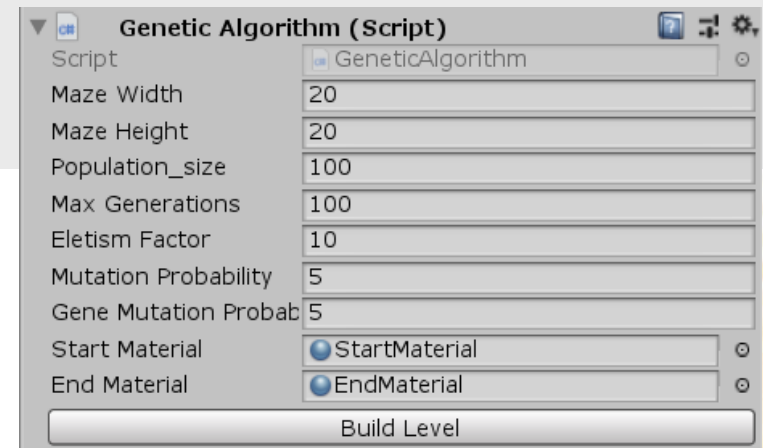 Genetic Algorithm (Script)
Script GeneticAlgorithm
Maze Width 20
Maze Height 20
Population_size 100
Max Generations 100
Eletism Factor 10
Mutation Probability 5
Gene Mutation Probab 5
Start Material StartMaterial
End Material EndMaterial
Build Level